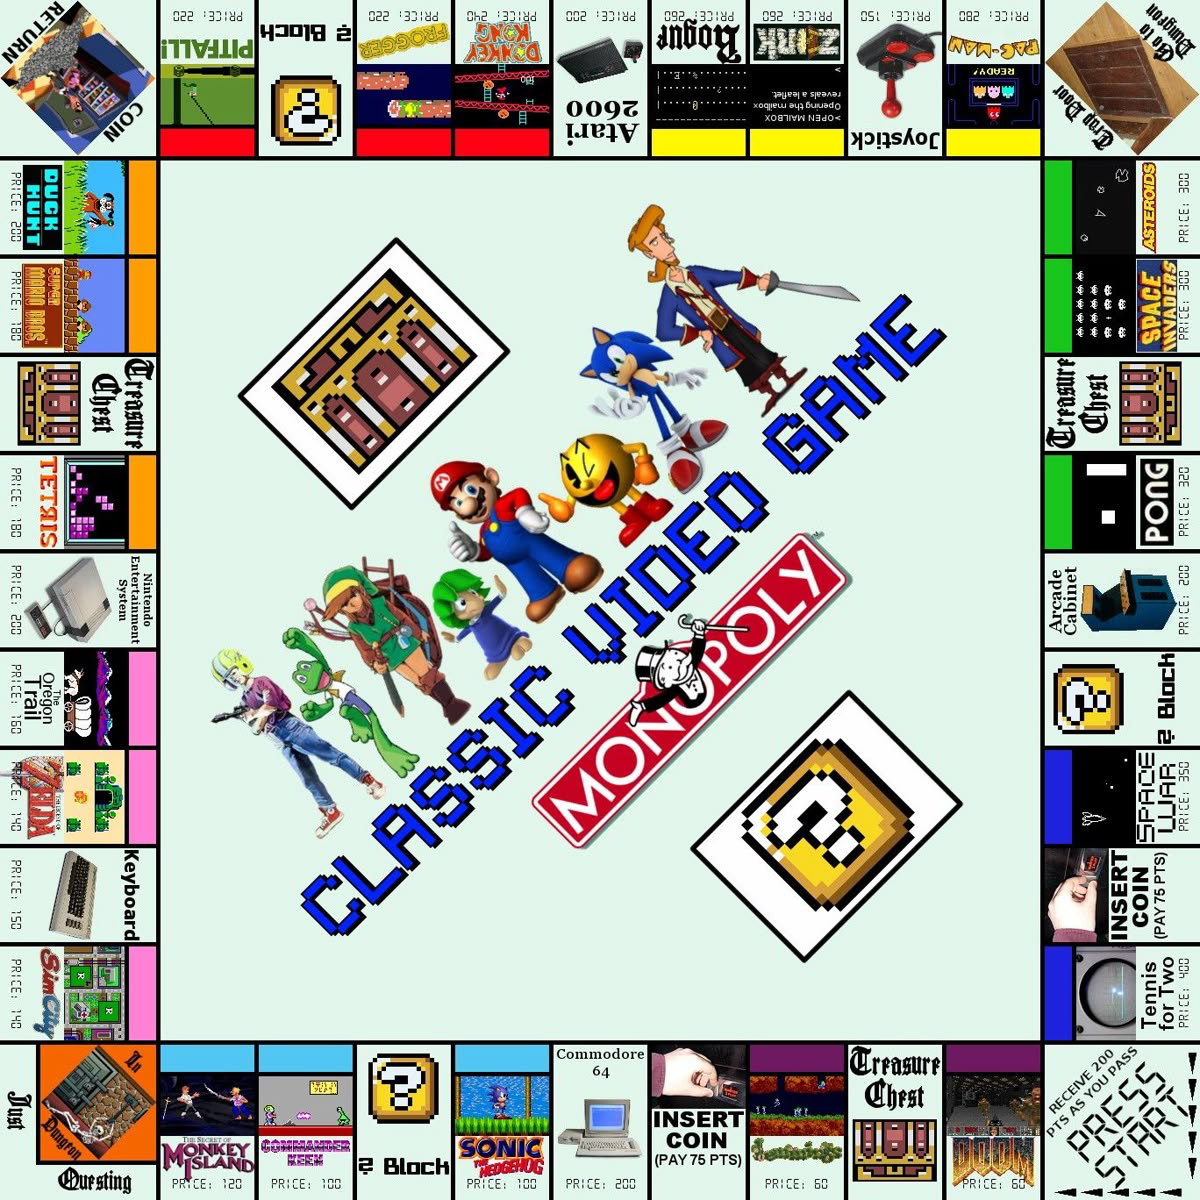 RETURN
COIN
PRICE: 220
PITFALL!
? Block
PRICE: 220
FROGGER
PRICE: 240
DONKEY
KONG
PRICE: 200
Atari
2600
PRICE: 260
Rogue
PRICE: 260
ZORK
>OPEN MAILBOX
Opening the mailbox
reveals a leaflet.
>
PRICE: 150
Joystick
PRICE: 280
PAC-MAN
READY!
Go to
Dungeon
Trap Door
ASTEROIDS
PRICE: 300
SPACE
INVADERS
PRICE: 300
Treasure
Chest
PONG
PRICE: 320
Arcade
Cabinet
PRICE: 200
? Block
SPACE
WAR
PRICE: 350
INSERT
COIN
(PAY 75 PTS)
Tennis
for Two
PRICE: 400
RECEIVE 200
PTS AS YOU PASS
PRESS
START
DOOM
PRICE: 60
Treasure
Chest
PRICE: 60
INSERT
COIN
(PAY 75 PTS)
Commodore
64
PRICE: 200
SONIC
THE HEDGEHOG
PRICE: 100
? Block
COMMANDER
KEEN
PRICE: 100
THE SECRET OF
MONKEY
ISLAND
PRICE: 120
In
Dungeon
Just
Questing
SimCity
PRICE: 140
Keyboard
PRICE: 150
THE LEGEND OF
ZELDA
PRICE: 140
The
Oregon
Trail
PRICE: 160
Nintendo
Entertainment
System
PRICE: 200
TETRIS
PRICE: 180
Treasure
Chest
SUPER
MARIO BROS.
PRICE: 180
DUCK
HUNT
PRICE: 200
CLASSIC VIDEO GAME
MONOPOLY